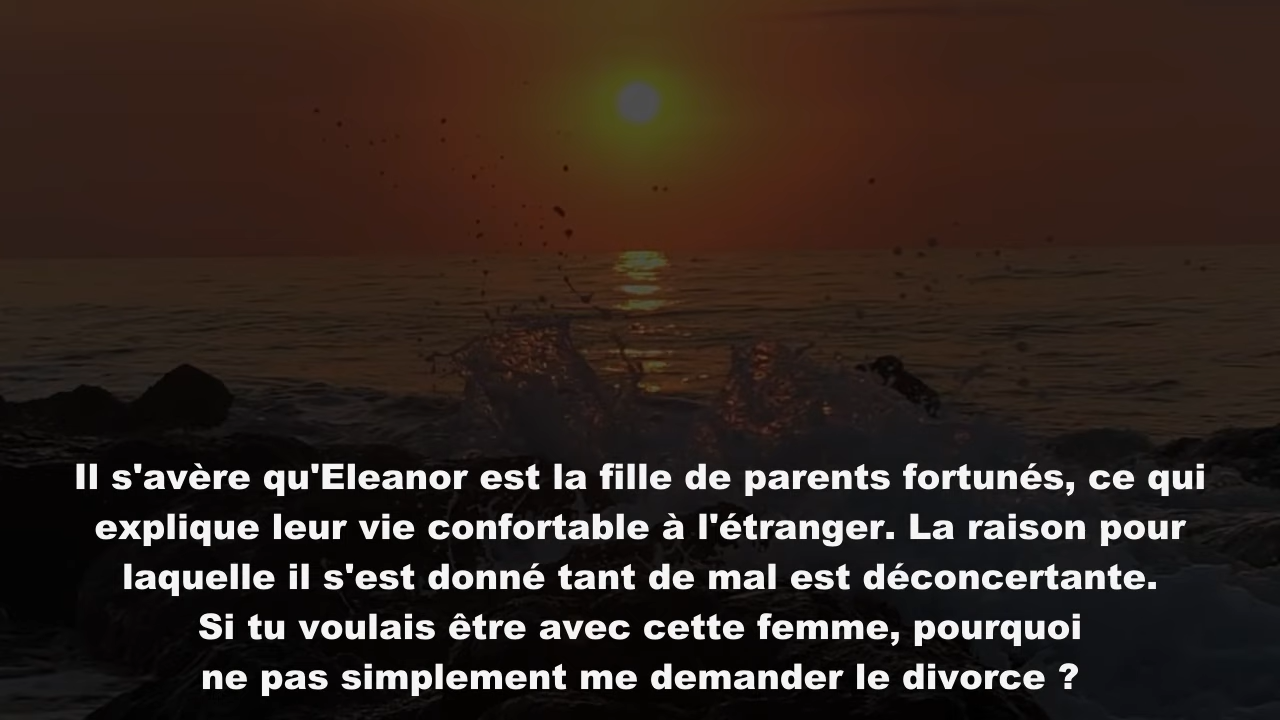 Il s'avère qu'Eleanor est la fille de parents fortunés, ce qui
explique leur vie confortable à l'étranger. La raison pour
laquelle il s'est donné tant de mal est déconcertante.
Si tu voulais être avec cette femme, pourquoi
ne pas simplement me demander le divorce ?